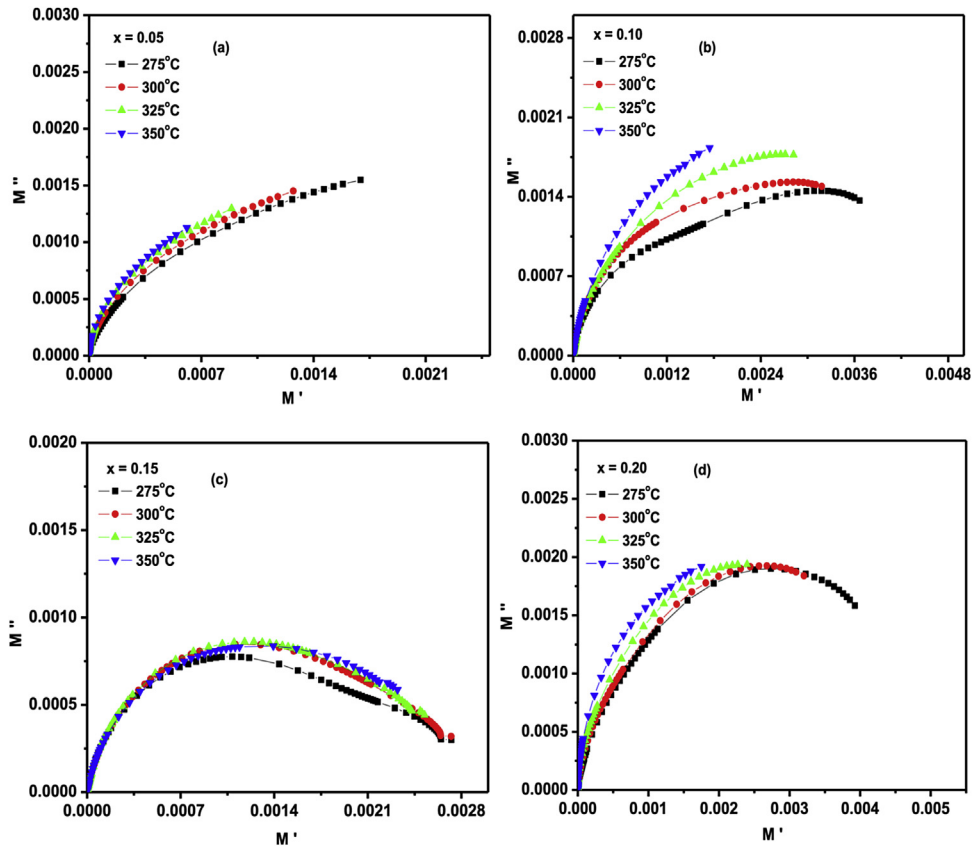 x = 0.05
(a)
275°C
300°C
325°C
350°C
0.0030
0.0025
0.0020
0.0015
0.0010
0.0005
0.0000
M ''
0.0000 0.0007 0.0014 0.0021
M '
x = 0.10
(b)
275°C
300°C
325°C
350°C
0.0028
0.0021
0.0014
0.0007
0.0000
M ''
0.0000 0.0012 0.0024 0.0036 0.0048
M '
x = 0.15
(c)
275°C
300°C
325°C
350°C
0.0020
0.0015
0.0010
0.0005
0.0000
M ''
0.0000 0.0007 0.0014 0.0021 0.0028
M '
x = 0.20
(d)
275°C
300°C
325°C
350°C
0.0030
0.0025
0.0020
0.0015
0.0010
0.0005
0.0000
M ''
0.000 0.001 0.002 0.003 0.004 0.005
M '